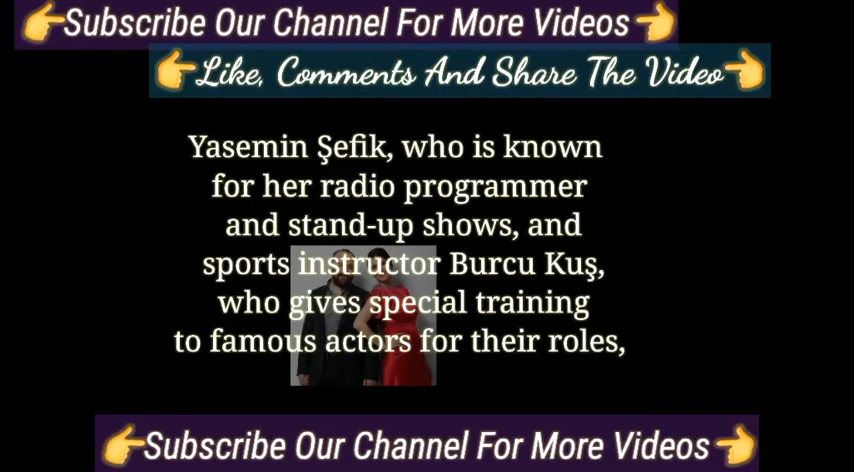 👉Subscribe Our Channel For More Videos👈
👉Like, Comments And Share The Video👈
Yasemin Şefik, who is known
for her radio programmer
and stand-up shows, and
sports instructor Burcu Kuş,
who gives special training
to famous actors for their roles,
👉Subscribe Our Channel For More Videos👈